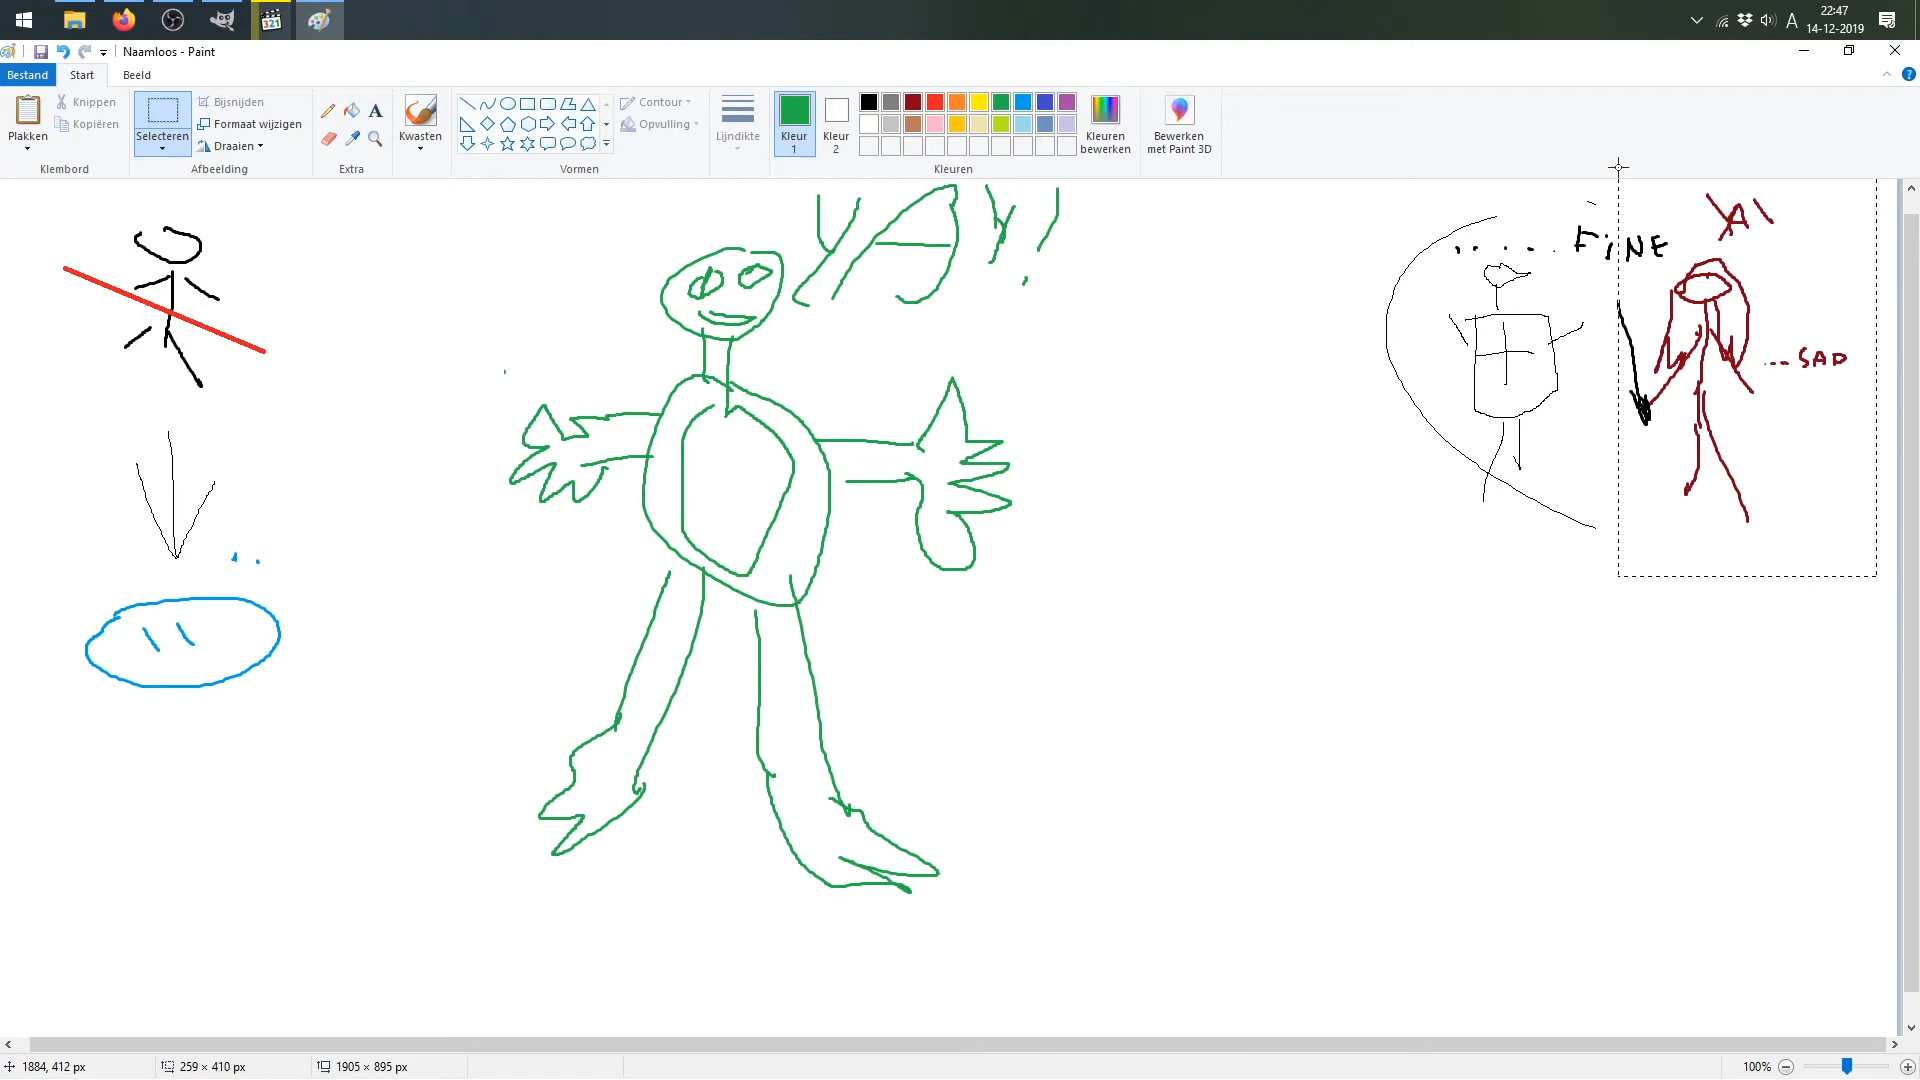 22:47
A
14-12-2019
Naamloos - Paint
Bestand Start Beeld
Plakken
Knippen
Kopiëren
Klembord
Selecteren
Bijsnijden
Formaat wijzigen
Draaien
Afbeelding
A
Extra
Kwasten
Contour
Opvulling
Vormen
Lijndikte
Kleur
1
Kleur
2
Kleuren
bewerken
Kleuren
Bewerken
met Paint 3D
YAY!
..... FiNE
YAY
...SAD
1884, 412 px
259 × 410 px
1905 × 895 px
100%